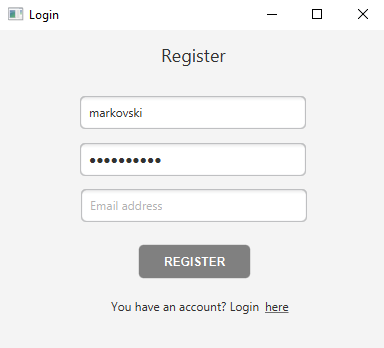 Login
Register
markovski
●●●●●●●●●●
Email address
REGISTER
You have an account? Login here